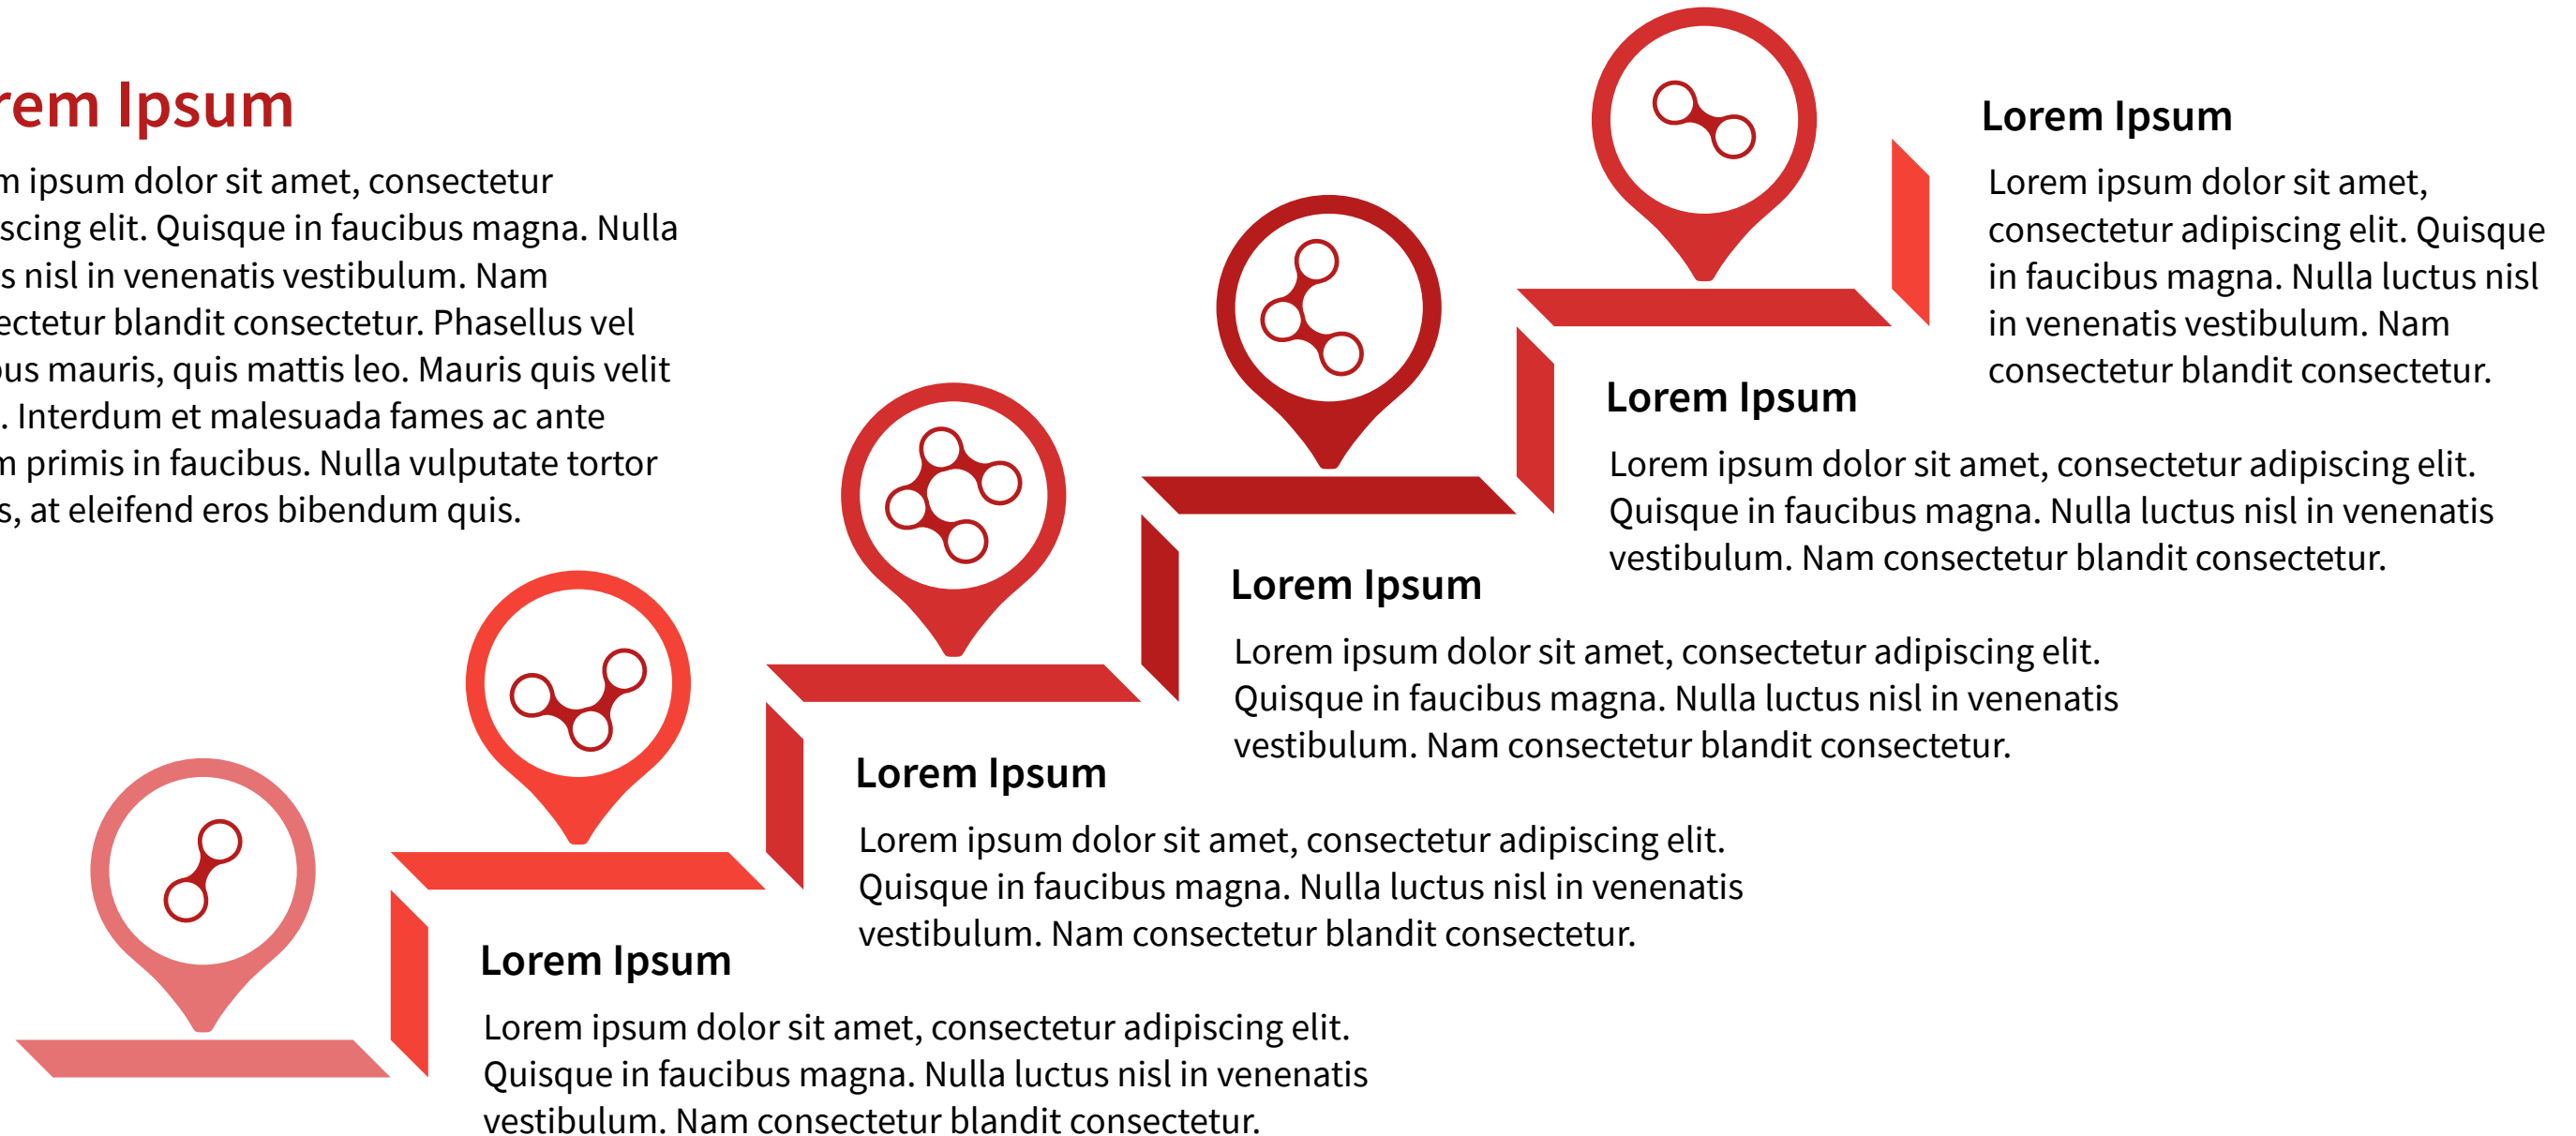 rem Ipsum
m ipsum dolor sit amet, consectetur
scing elit. Quisque in faucibus magna. Nulla
s nisl in venenatis vestibulum. Nam
ectetur blandit consectetur. Phasellus vel
ous mauris, quis mattis leo. Mauris quis velit
. Interdum et malesuada fames ac ante
m primis in faucibus. Nulla vulputate tortor
s, at eleifend eros bibendum quis.
Lorem Ipsum
Lorem ipsum dolor sit amet, consectetur adipiscing elit.
Quisque in faucibus magna. Nulla luctus nisl in venenatis
vestibulum. Nam consectetur blandit consectetur.
Lorem Ipsum
Lorem ipsum dolor sit amet, consectetur adipiscing elit.
Quisque in faucibus magna. Nulla luctus nisl in venenatis
vestibulum. Nam consectetur blandit consectetur.
Lorem Ipsum
Lorem ipsum dolor sit amet, consectetur adipiscing elit.
Quisque in faucibus magna. Nulla luctus nisl in venenatis
vestibulum. Nam consectetur blandit consectetur.
Lorem Ipsum
Lorem ipsum dolor sit amet, consectetur adipiscing elit.
Quisque in faucibus magna. Nulla luctus nisl in venenatis
vestibulum. Nam consectetur blandit consectetur.
Lorem Ipsum
Lorem ipsum dolor sit amet,
consectetur adipiscing elit. Quisque
in faucibus magna. Nulla luctus nisl
in venenatis vestibulum. Nam
consectetur blandit consectetur.